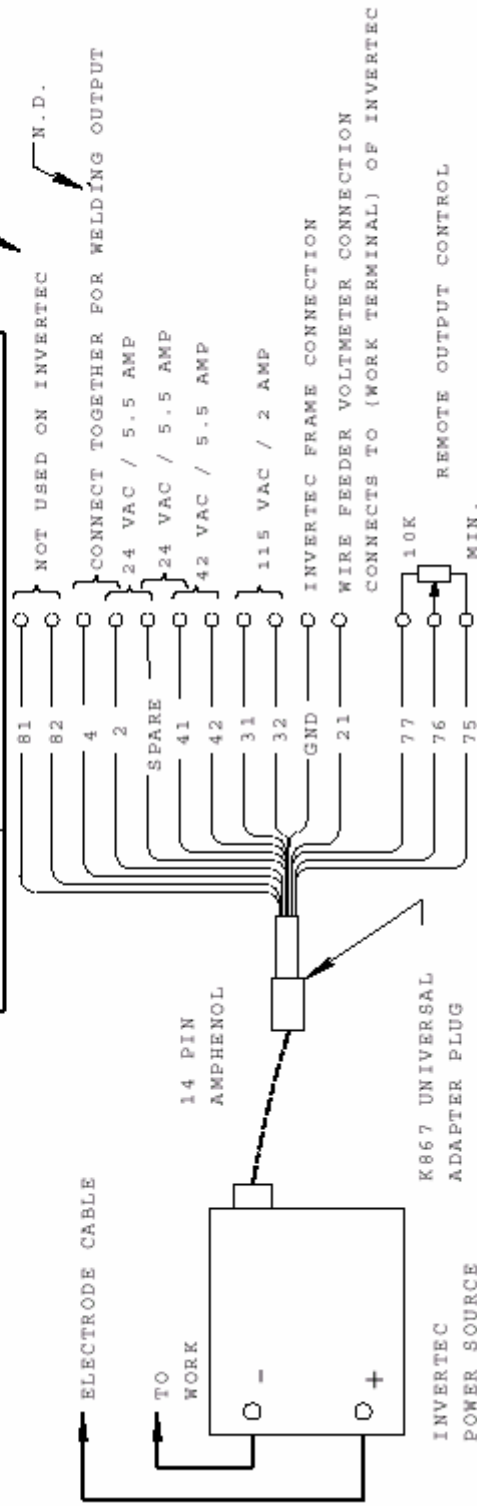 N.D.
ELECTRODE CABLE
TO
WORK
-
+
INVERTEC
POWER SOURCE
14 PIN
AMPHENOL
K867 UNIVERSAL
ADAPTER PLUG
81
82
4
2
SPARE
41
42
31
32
GND
21
77
76
75
NOT USED ON INVERTEC
CONNECT TOGETHER FOR WELDING OUTPUT
24 VAC / 5.5 AMP
24 VAC / 5.5 AMP
42 VAC / 5.5 AMP
115 VAC / 2 AMP
INVERTEC FRAME CONNECTION
WIRE FEEDER VOLTMETER CONNECTION
CONNECTS TO (WORK TERMINAL) OF INVERTEC
10K
REMOTE OUTPUT CONTROL
MIN.